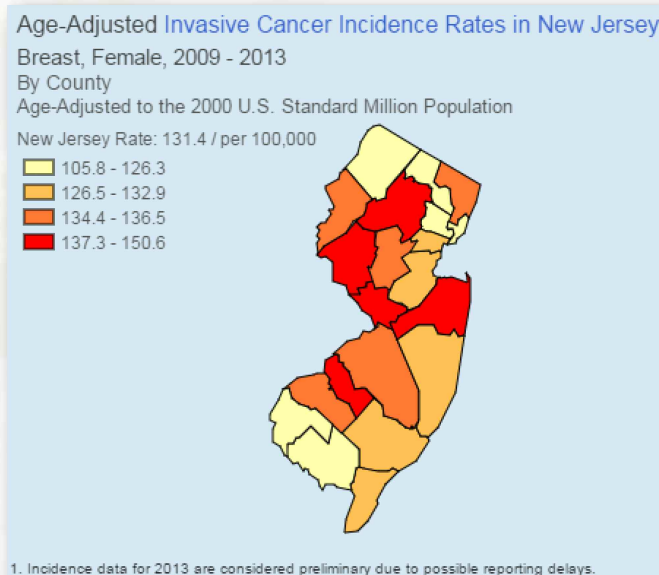 Age-Adjusted Invasive Cancer Incidence Rates in New Jersey
Breast, Female, 2009 - 2013
By County
Age-Adjusted to the 2000 U.S. Standard Million Population
New Jersey Rate: 131.4 / per 100,000
105.8 - 126.3
126.5 - 132.9
134.4 - 136.5
137.3 - 150.6
1. Incidence data for 2013 are considered preliminary due to possible reporting delays.